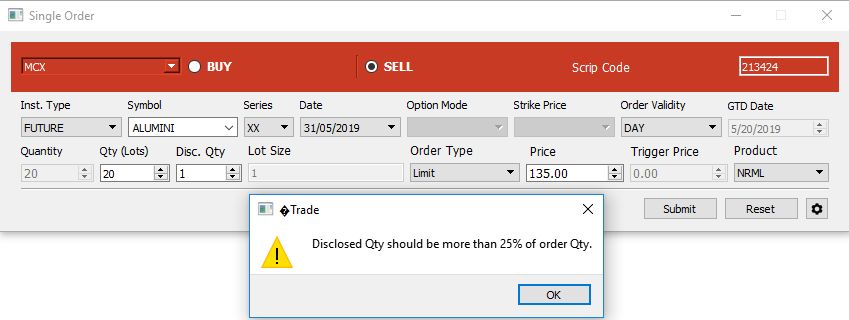 Single Order
MCX BUY SELL Scrip Code 213424
Inst. Type Symbol Series Date Option Mode Strike Price Order Validity GTD Date
FUTURE ALUMINI XX 31/05/2019 DAY 5/20/2019
Quantity Qty (Lots) Disc. Qty Lot Size Order Type Price Trigger Price Product
20 20 1 1 Limit 135.00 0.00 NRML
Submit Reset
�Trade
Disclosed Qty should be more than 25% of order Qty.
OK